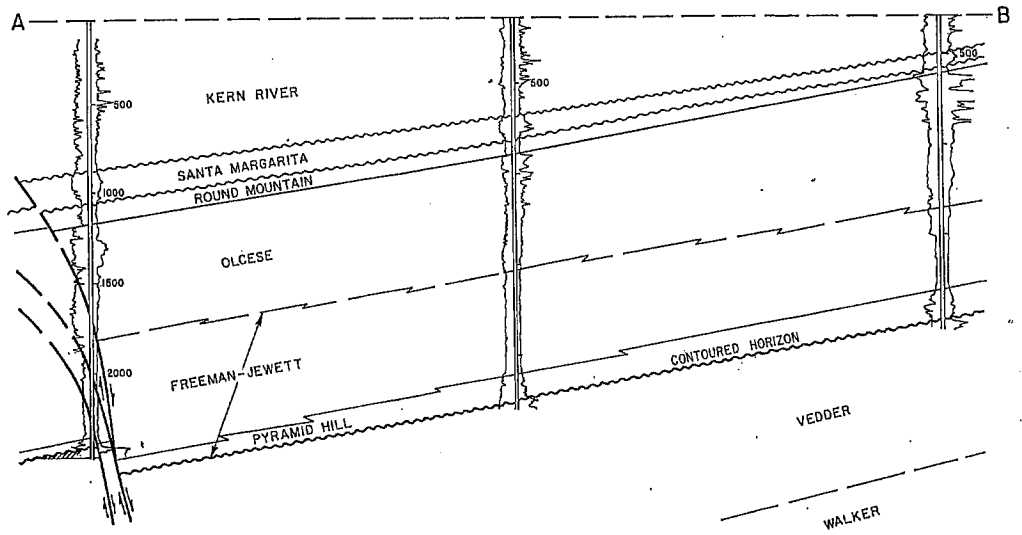 A
B
500
500
500
KERN RIVER
SANTA MARGARITA
1000
ROUND MOUNTAIN
OLCESE
1500
FREEMAN-JEWETT
2000
CONTOURED HORIZON
PYRAMID HILL
VEDDER
WALKER